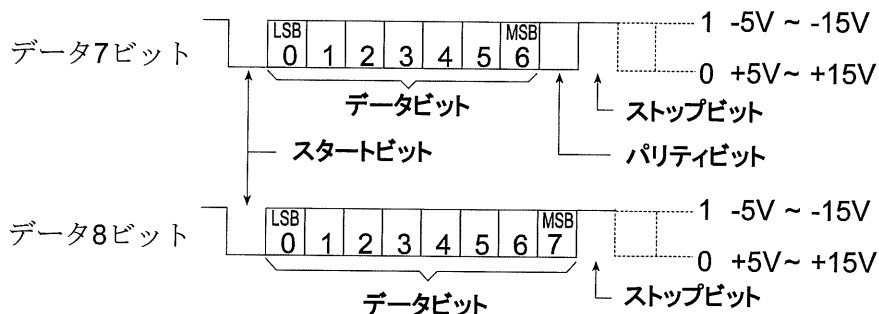 データ7ビット
LSB 0 1 2 3 4 5 MSB 6
1 -5V ~ -15V
0 +5V~ +15V
データビット
ストップビット
スタートビット
パリティビット
データ8ビット
LSB 0 1 2 3 4 5 6 MSB 7
1 -5V ~ -15V
0 +5V~ +15V
データビット
ストップビット